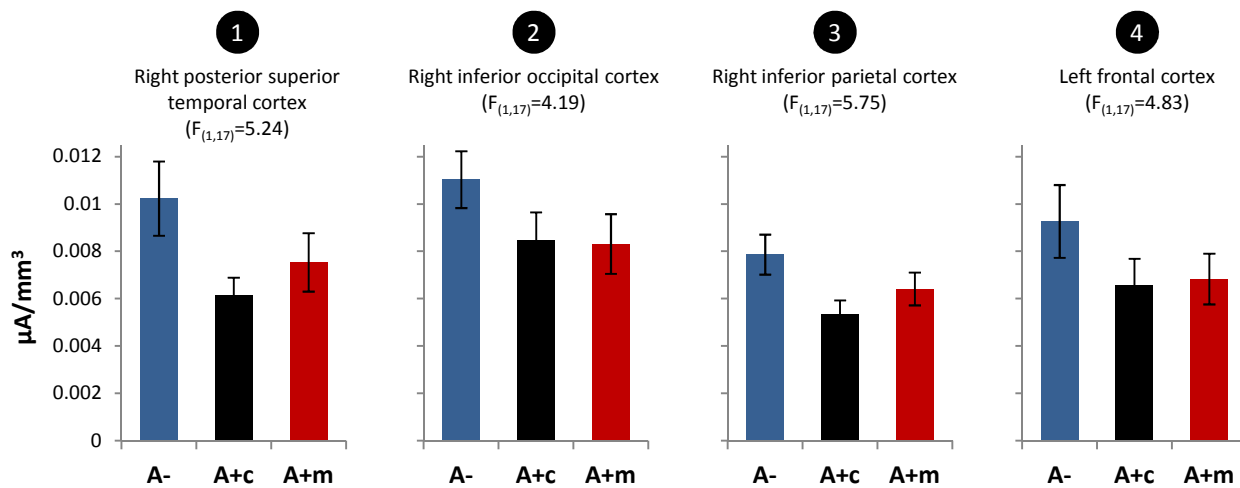 1
Right posterior superior
temporal cortex
(F(1,17)=5.24)
2
Right inferior occipital cortex
(F(1,17)=4.19)
3
Right inferior parietal cortex
(F(1,17)=5.75)
4
Left frontal cortex
(F(1,17)=4.83)
µA/mm³
0.012
0.01
0.008
0.006
0.004
0.002
0
A- A+c A+m
A- A+c A+m
A- A+c A+m
A- A+c A+m